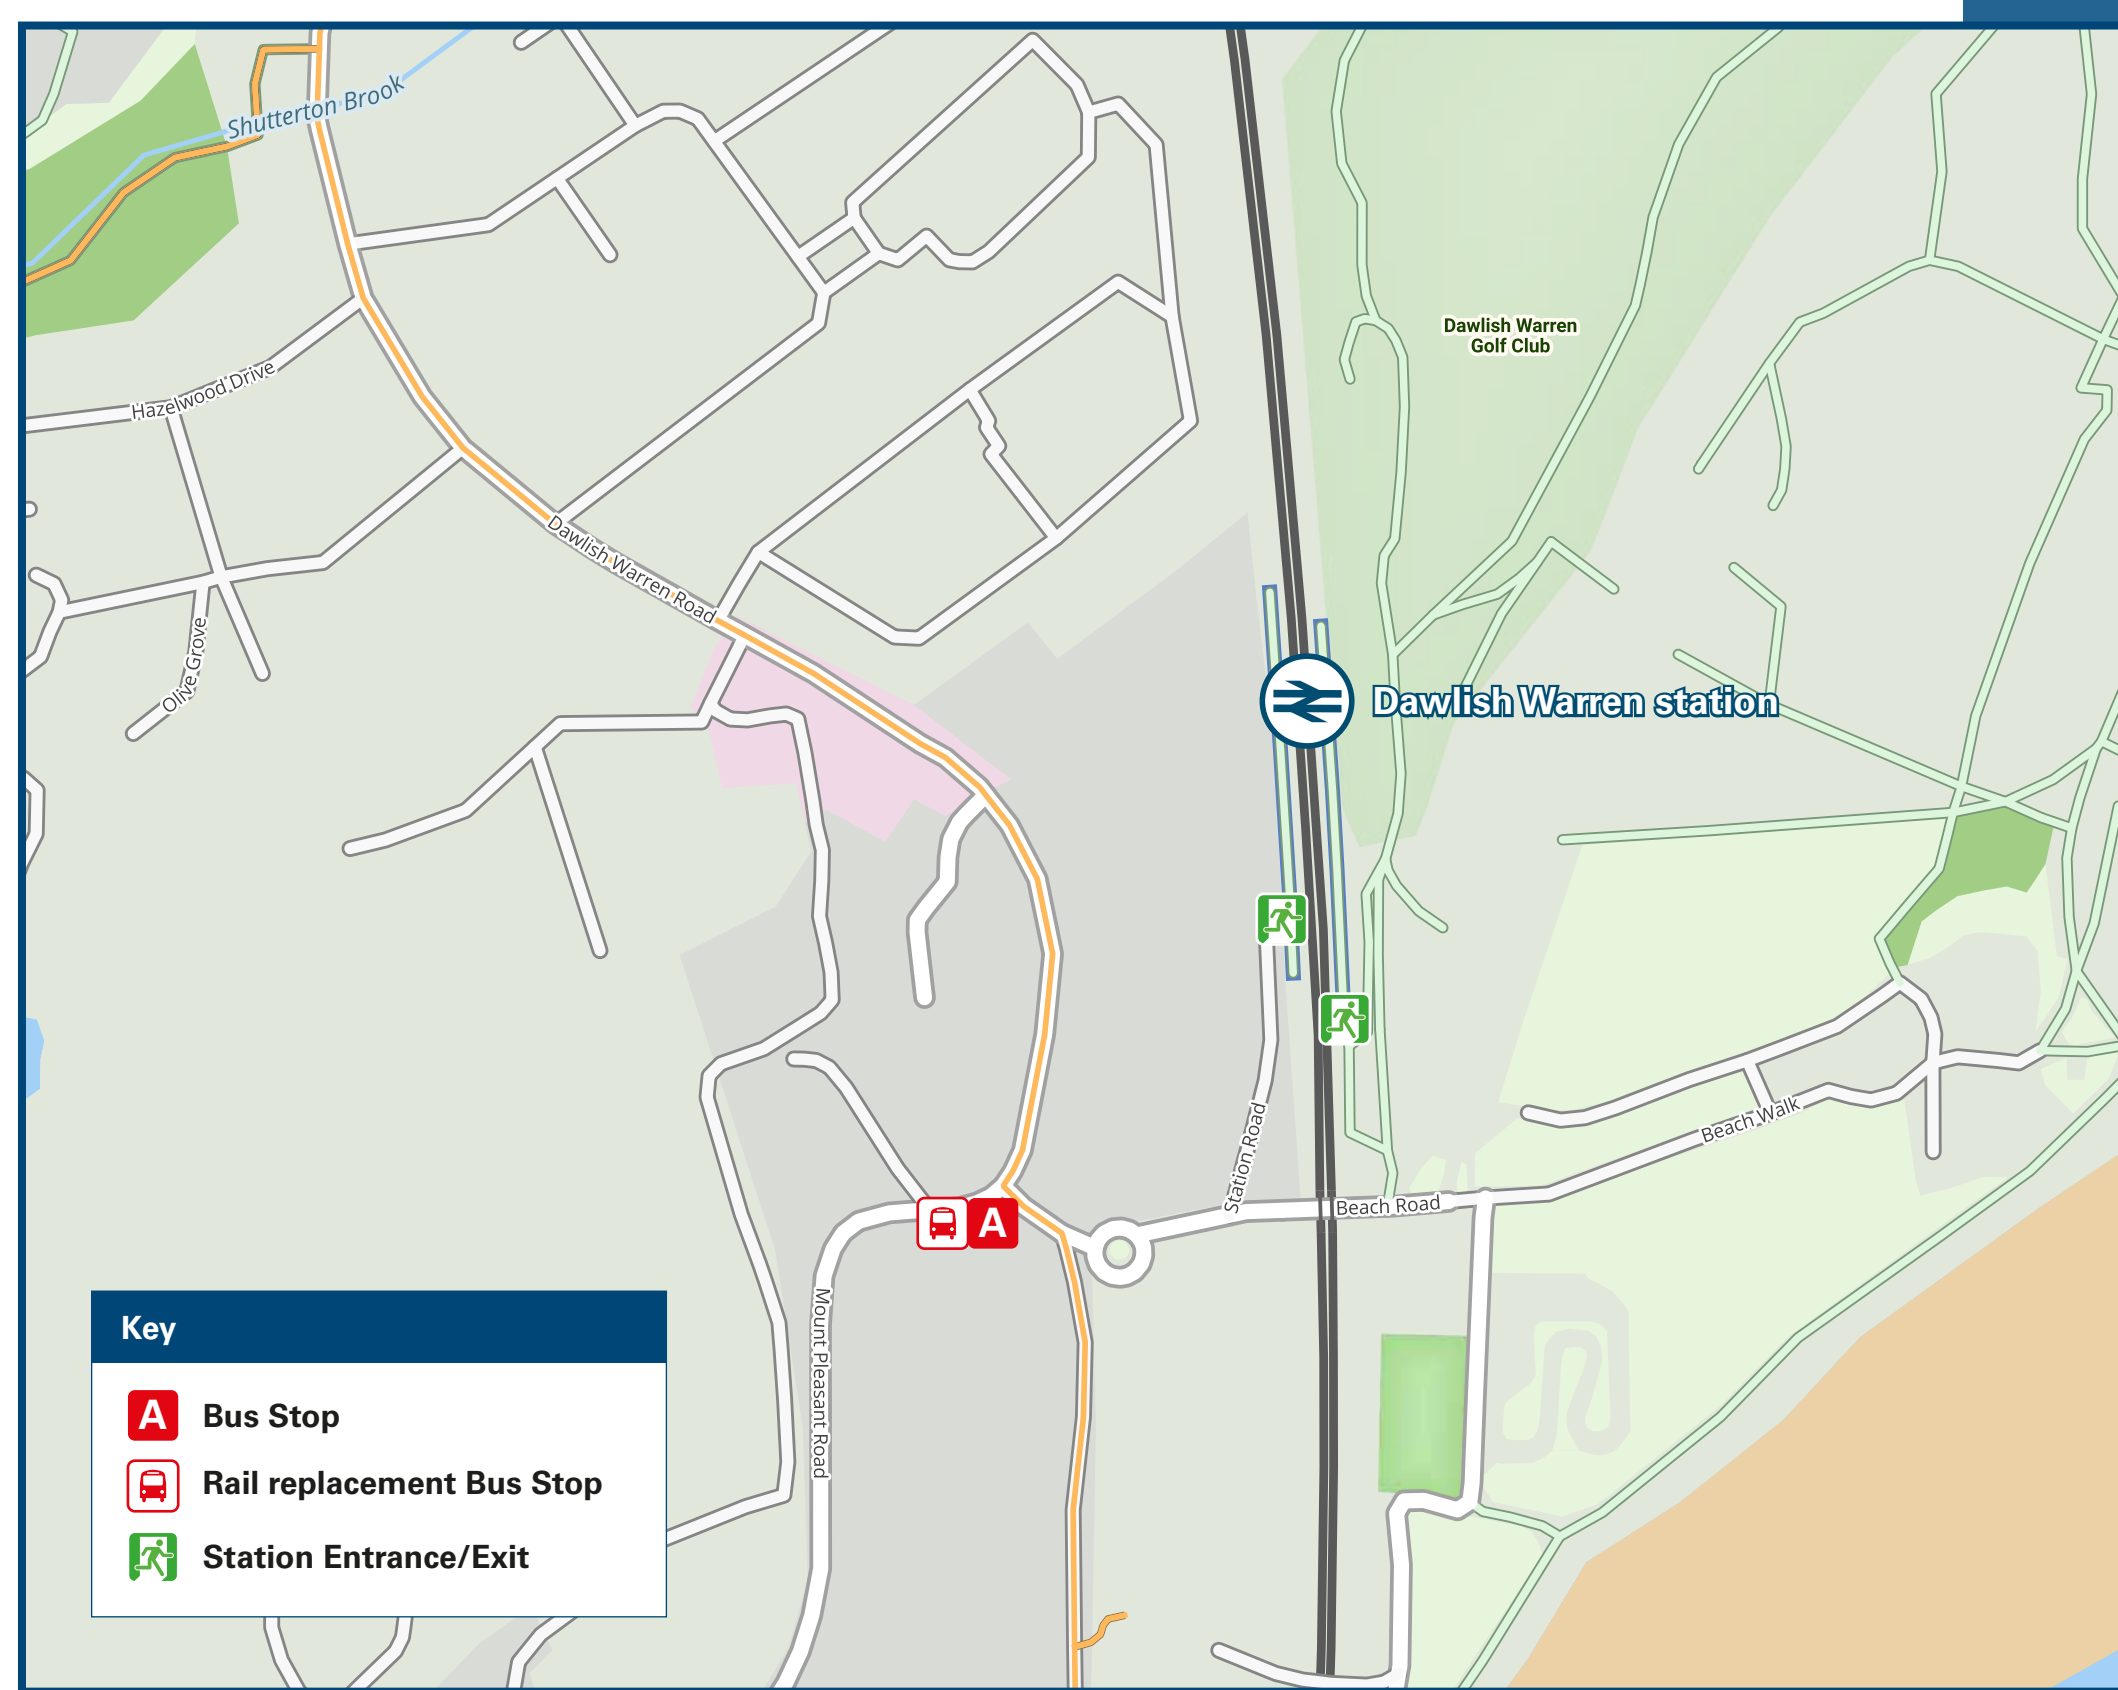 Shutterton Brook
Dawlish Warren
Golf Club
Hazelwood Drive
Dawlish Warren Road
Olive Grove
Dawlish Warren station
Station Road
Beach Walk
Beach Road
A
Mount Pleasant Road
Key
A Bus Stop
Rail replacement Bus Stop
Station Entrance/Exit